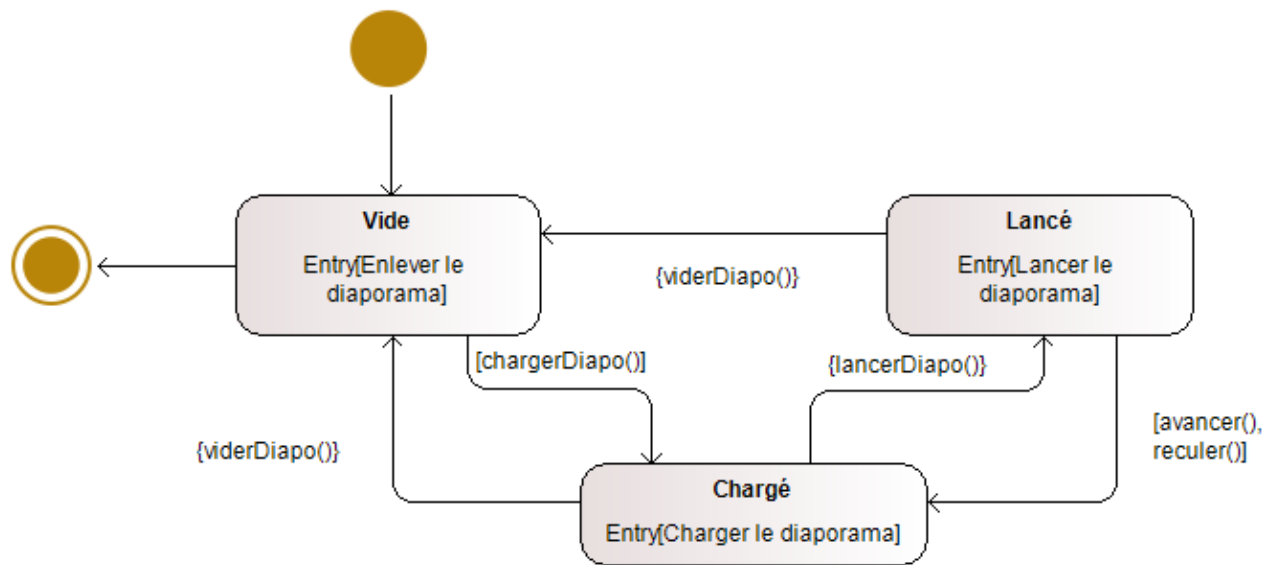 Vide
Entry[Enlever le
diaporama]
Lancé
Entry[Lancer le
diaporama]
{viderDiapo()}
[chargerDiapo()]
{lancerDiapo()}
{viderDiapo()}
[avancer(),
reculer()]
Chargé
Entry[Charger le diaporama]